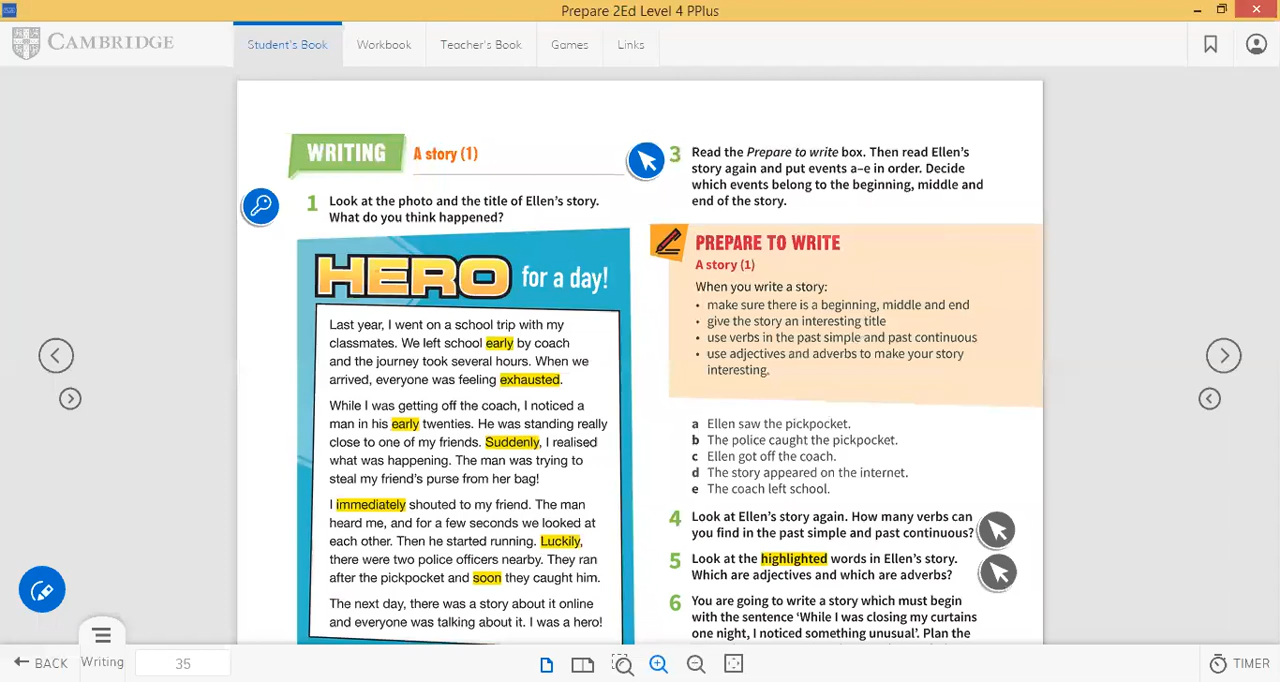 Prepare 2Ed Level 4 PPlus
CAMBRIDGE
Student's Book
Workbook
Teacher's Book
Games
Links
WRITING
A story (1)
1 Look at the photo and the title of Ellen's story.
What do you think happened?
HERO for a day!
Last year, I went on a school trip with my
classmates. We left school early by coach
and the journey took several hours. When we
arrived, everyone was feeling exhausted.
While I was getting off the coach, I noticed a
man in his early twenties. He was standing really
close to one of my friends. Suddenly, I realised
what was happening. The man was trying to
steal my friend's purse from her bag!
I immediately shouted to my friend. The man
heard me, and for a few seconds we looked at
each other. Then he started running. Luckily,
there were two police officers nearby. They ran
after the pickpocket and soon they caught him.
The next day, there was a story about it online
and everyone was talking about it. I was a hero!
3 Read the Prepare to write box. Then read Ellen's
story again and put events a–e in order. Decide
which events belong to the beginning, middle and
end of the story.
PREPARE TO WRITE
A story (1)
When you write a story:
• make sure there is a beginning, middle and end
• give the story an interesting title
• use verbs in the past simple and past continuous
• use adjectives and adverbs to make your story
interesting.
a Ellen saw the pickpocket.
b The police caught the pickpocket.
c Ellen got off the coach.
d The story appeared on the internet.
e The coach left school.
4 Look at Ellen's story again. How many verbs can
you find in the past simple and past continuous?
5 Look at the highlighted words in Ellen's story.
Which are adjectives and which are adverbs?
6 You are going to write a story which must begin
with the sentence 'While I was closing my curtains
one night, I noticed something unusual'. Plan the
BACK
Writing
35
TIMER